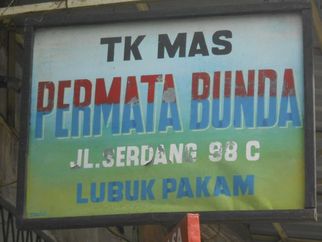 TK MAS
PERMATA BUNDA
JL.SERDANG 98 C
LUBUK PAKAM